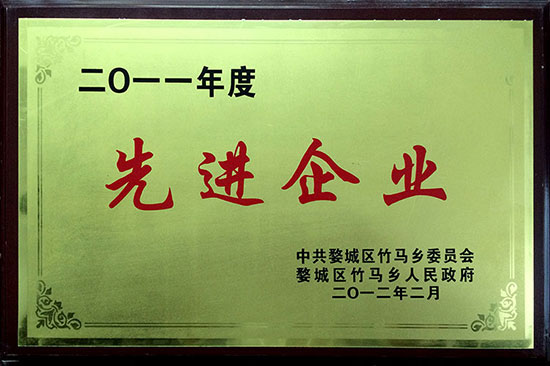 二〇一一年度
先进企业
中共婺城区竹马乡委员会
婺城区竹马乡人民政府
二〇一二年二月